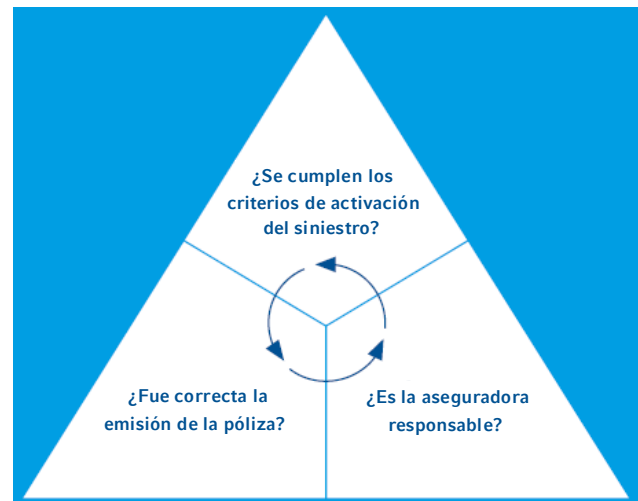 ¿Se cumplen los
criterios de activación
del siniestro?
¿Fue correcta la
emisión de la póliza?
¿Es la aseguradora
responsable?